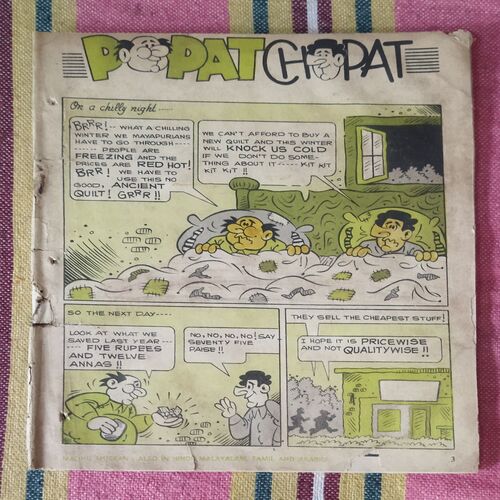 POPAT CHOPAT
On a chilly night-----
BRRR!-- WHAT A CHILLING
WINTER WE MAYAPURIANS
HAVE TO GO THROUGH-----
----- PEOPLE ARE
FREEZING AND THE
PRICES ARE RED HOT!
BRR! WE HAVE TO
USE THIS NO
GOOD, ANCIENT
QUILT! GRRR!!
WE CAN'T AFFORD TO BUY A
NEW QUILT AND THIS WINTER
WILL KNOCK US COLD
IF WE DON'T DO SOME-
THING ABOUT IT----- KIT KIT
KIT KIT!!
SO THE NEXT DAY----
LOOK AT WHAT WE
SAVED LAST YEAR----
---- FIVE RUPEES
AND TWELVE
ANNAS!!
NO, NO, NO, NO! SAY
SEVENTY FIVE
PAISE!!
THEY SELL THE CHEAPEST STUFF!
I HOPE IT IS PRICEWISE
AND NOT QUALITYWISE!!
ALSO IN HINDI, MALAYALAM, TAMIL AND
3